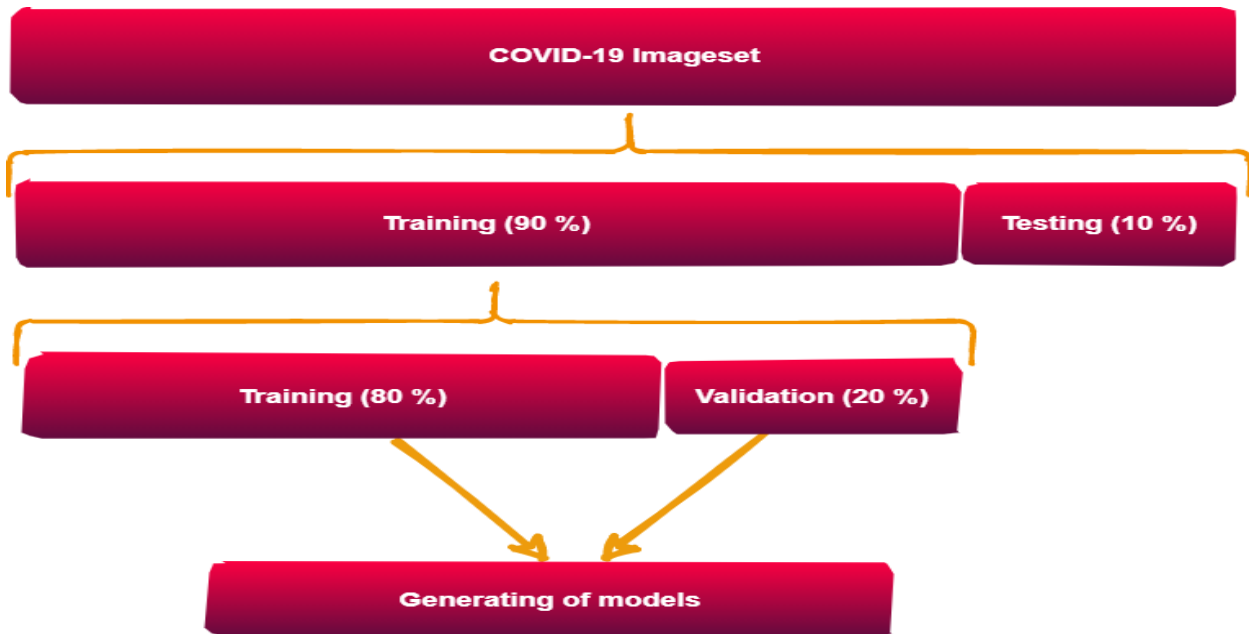 COVID-19 Imageset
Training (90 %)
Testing (10 %)
Training (80 %)
Validation (20 %)
Generating of models